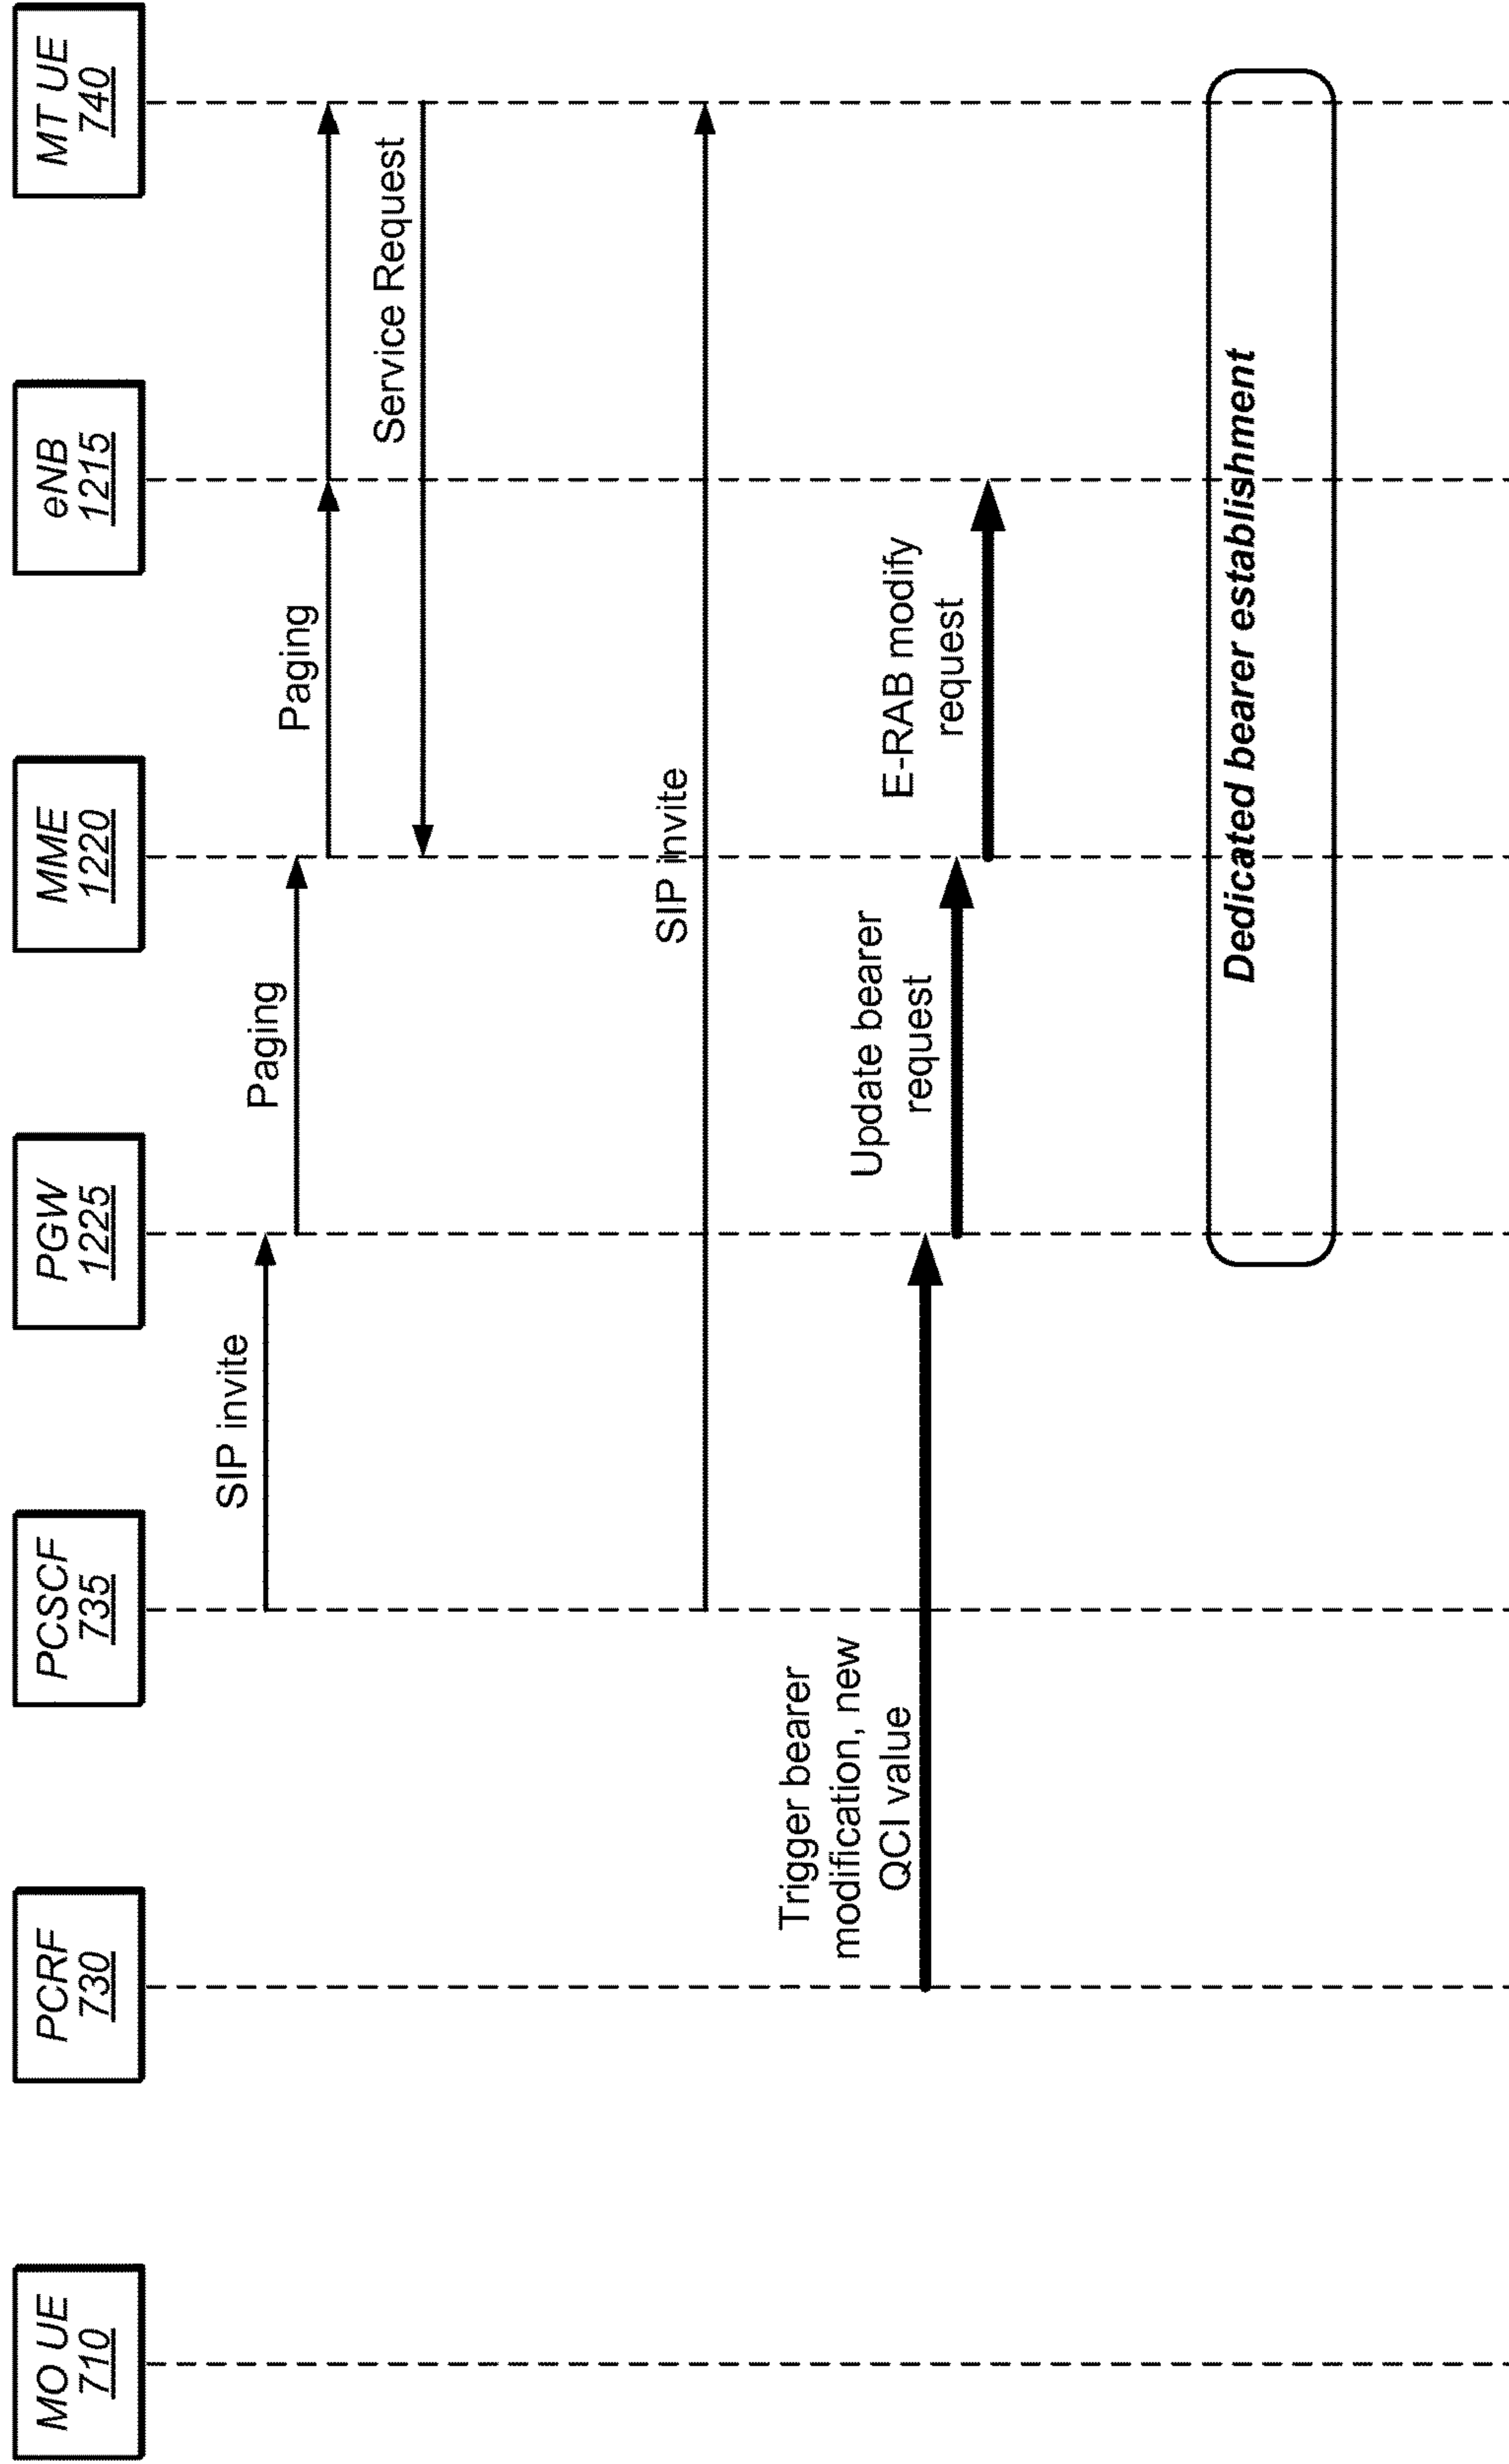 MO UE
710
PCRF
730
PCSCF
735
PGW
1225
MME
1220
eNB
1215
MT UE
740
SIP invite
Paging
Paging
Service Request
SIP invite
Trigger bearer
modification, new
QCI value
Update bearer
request
E-RAB modify
request
Dedicated bearer establishment